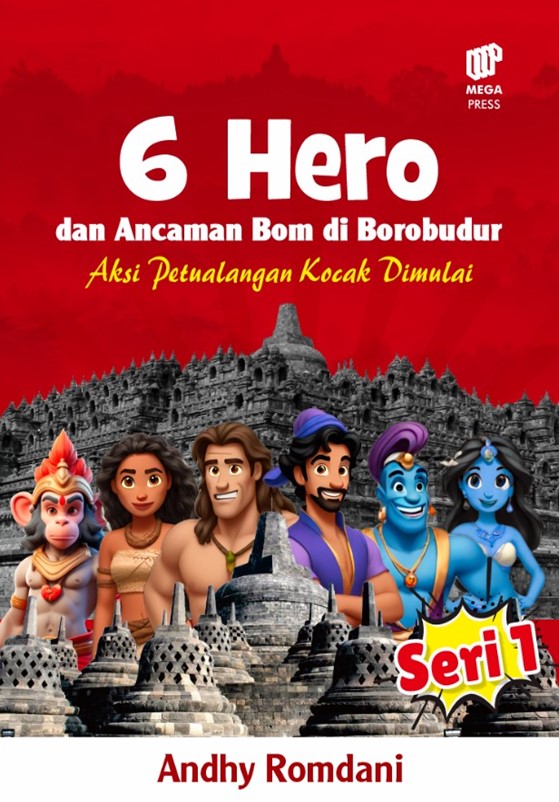 MEGA
PRESS
6 Hero
dan Ancaman Bom di Borobudur
Aksi Petualangan Kocak Dimulai
Seri 1
Andhy Romdani